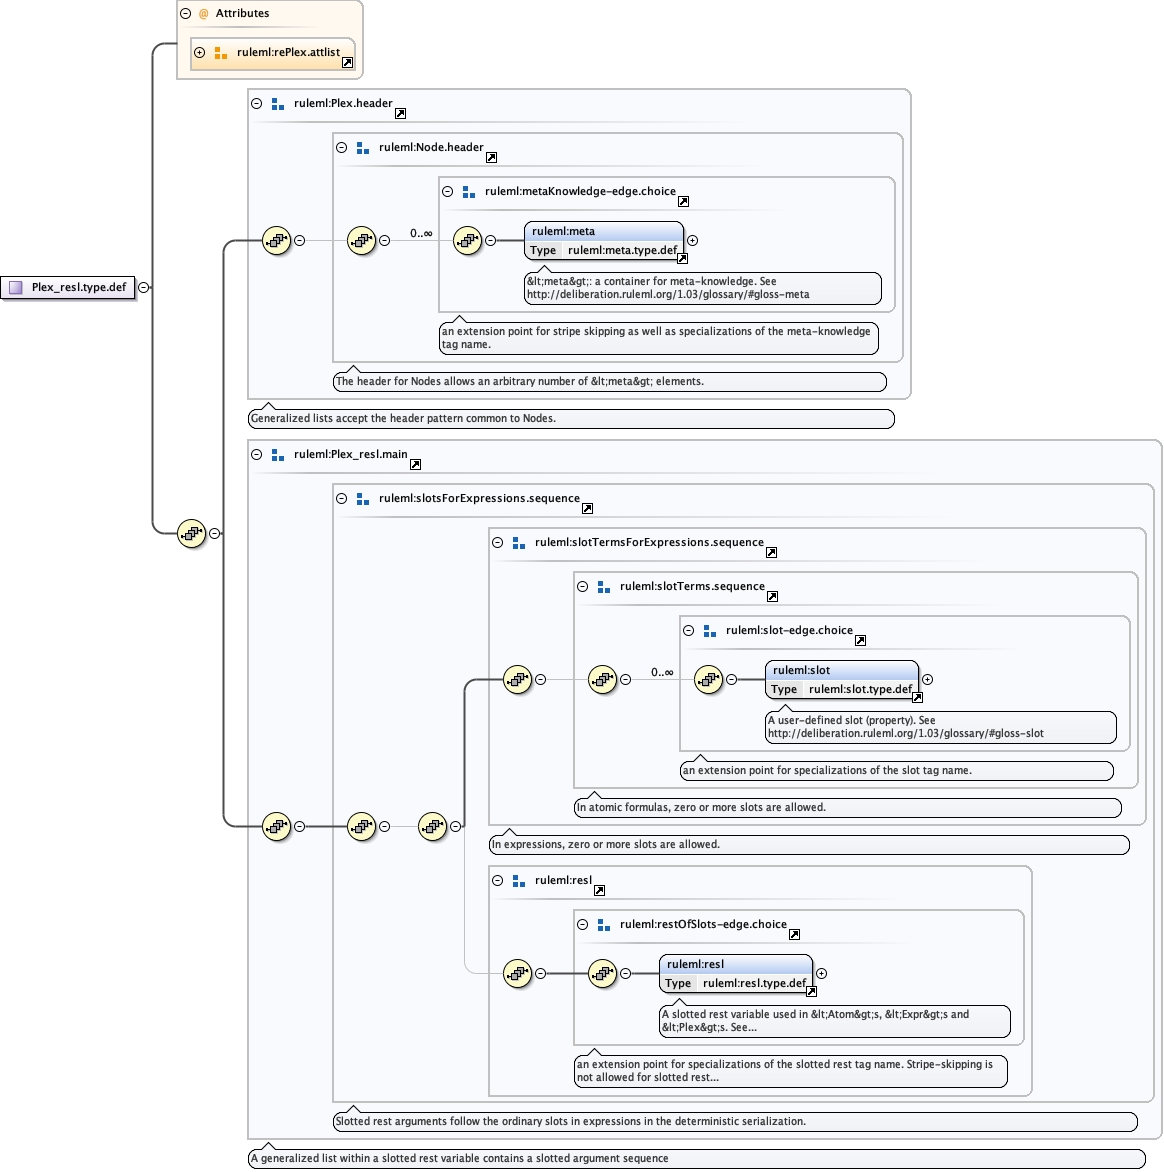 @ Attributes
ruleml:rePlex.attlist
ruleml:Plex.header
ruleml:Node.header
ruleml:metaKnowledge-edge.choice
0..∞
ruleml:meta
Type ruleml:meta.type.def
&lt;meta&gt;: a container for meta-knowledge. See
http://deliberation.ruleml.org/1.03/glossary/#gloss-meta
an extension point for stripe skipping as well as specializations of the meta-knowledge
tag name.
The header for Nodes allows an arbitrary number of &lt;meta&gt; elements.
Generalized lists accept the header pattern common to Nodes.
Plex_resl.type.def
ruleml:Plex_resl.main
ruleml:slotsForExpressions.sequence
ruleml:slotTermsForExpressions.sequence
ruleml:slotTerms.sequence
ruleml:slot-edge.choice
0..∞
ruleml:slot
Type ruleml:slot.type.def
A user-defined slot (property). See
http://deliberation.ruleml.org/1.03/glossary/#gloss-slot
an extension point for specializations of the slot tag name.
In atomic formulas, zero or more slots are allowed.
In expressions, zero or more slots are allowed.
ruleml:resl
ruleml:restOfSlots-edge.choice
ruleml:resl
Type ruleml:resl.type.def
A slotted rest variable used in &lt;Atom&gt;s, &lt;Expr&gt;s and
&lt;Plex&gt;s. See...
an extension point for specializations of the slotted rest tag name. Stripe-skipping is
not allowed for slotted rest...
Slotted rest arguments follow the ordinary slots in expressions in the deterministic serialization.
A generalized list within a slotted rest variable contains a slotted argument sequence